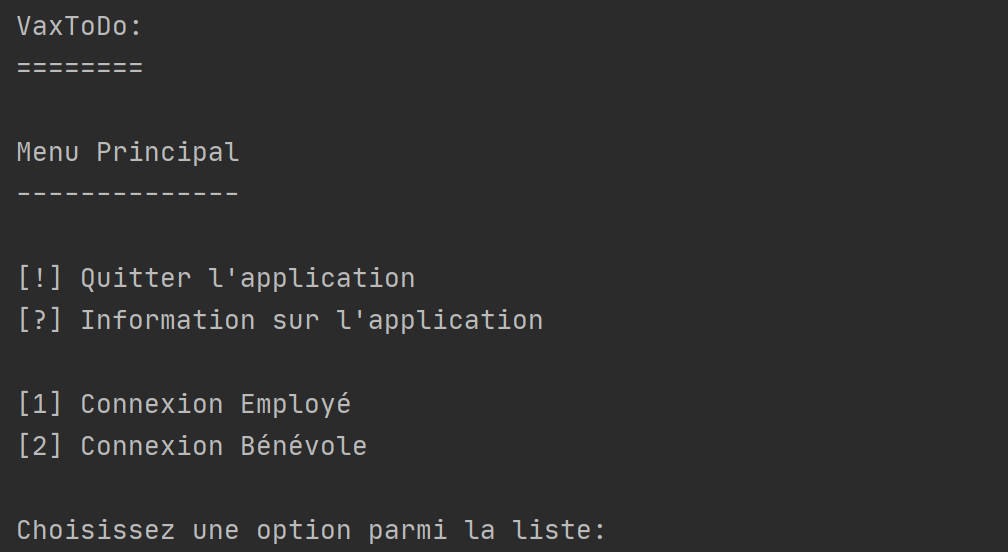 VaxToDo:
========
Menu Principal
--------------
[!] Quitter l'application
[?] Information sur l'application
[1] Connexion Employé
[2] Connexion Bénévole
Choisissez une option parmi la liste: